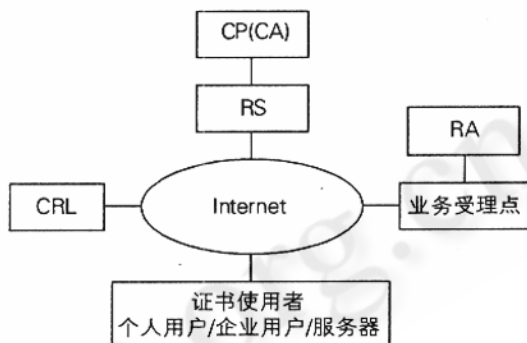 CP(CA)
RS
RA
CRL
Internet
业务受理点
证书使用者
个人用户/企业用户/服务器